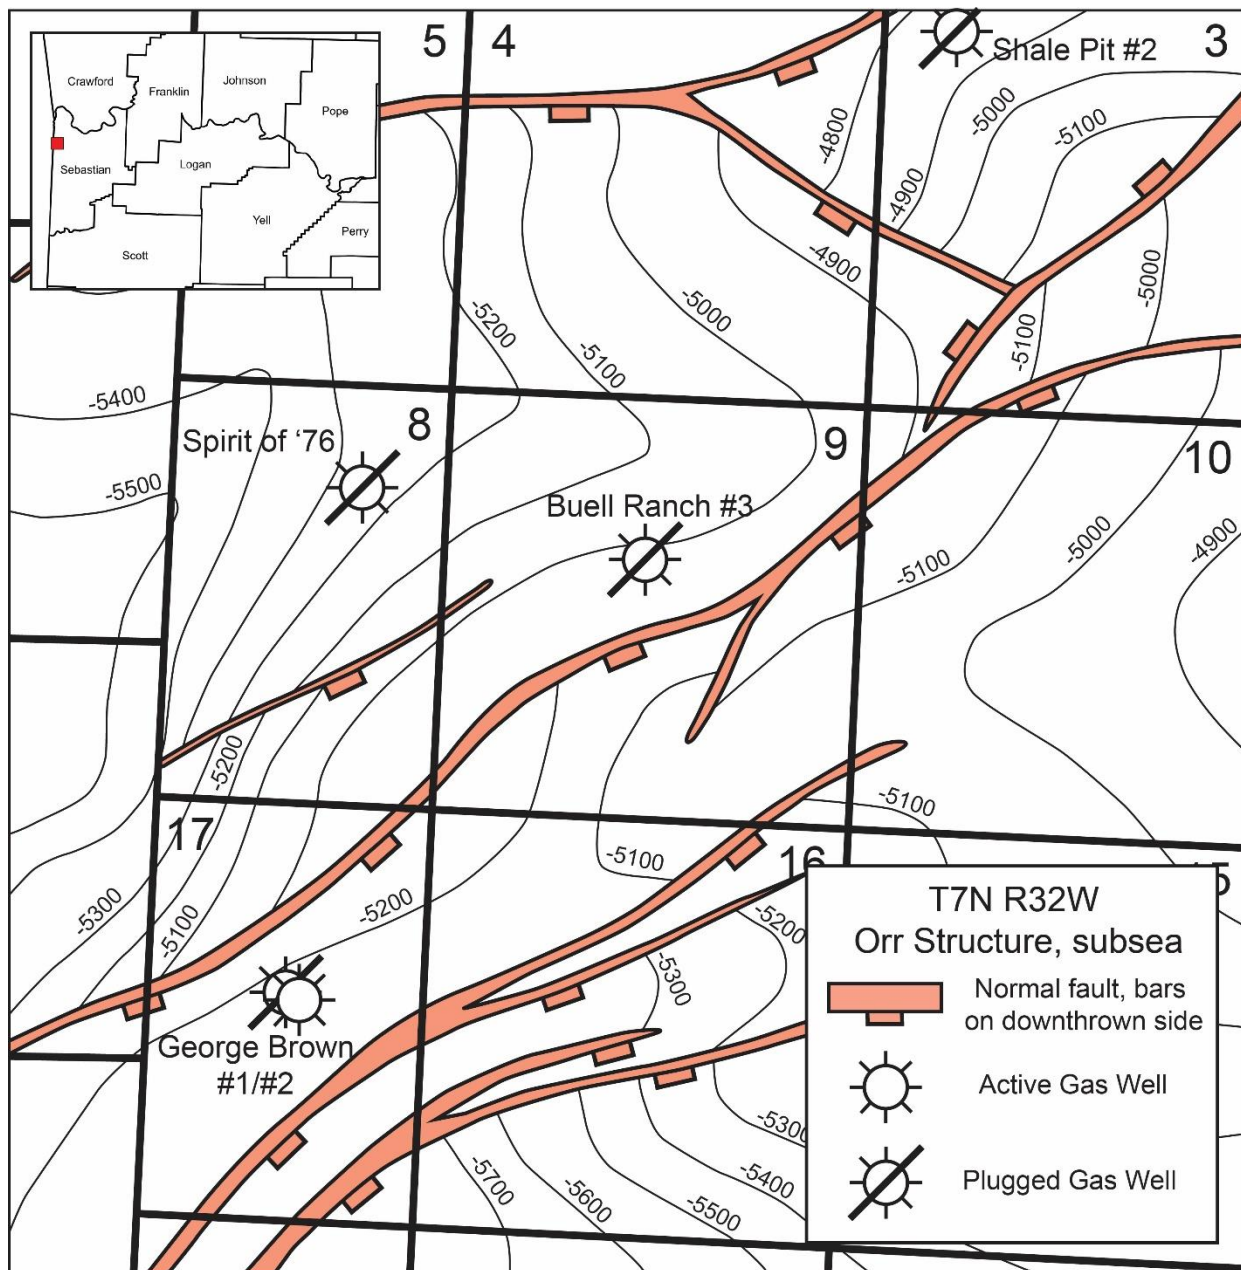 5
4
3
Shale Pit #2
Crawford
Franklin
Johnson
Pope
Sebastian
Logan
Yell
Perry
Scott
-4800
-5000
-5100
-4900
-4900
-5000
-5000
-5200
-5100
-5100
-5400
-5500
Spirit of ‘76
8
9
10
Buell Ranch #3
-5100
-5000
-4900
-5200
17
-5100
-5100
16
-5300
-5100
-5200
-5200
-5300
George Brown
#1/#2
-5700
-5600
-5500
-5400
-5300
T7N R32W
Orr Structure, subsea
Normal fault, bars
on downthrown side
Active Gas Well
Plugged Gas Well